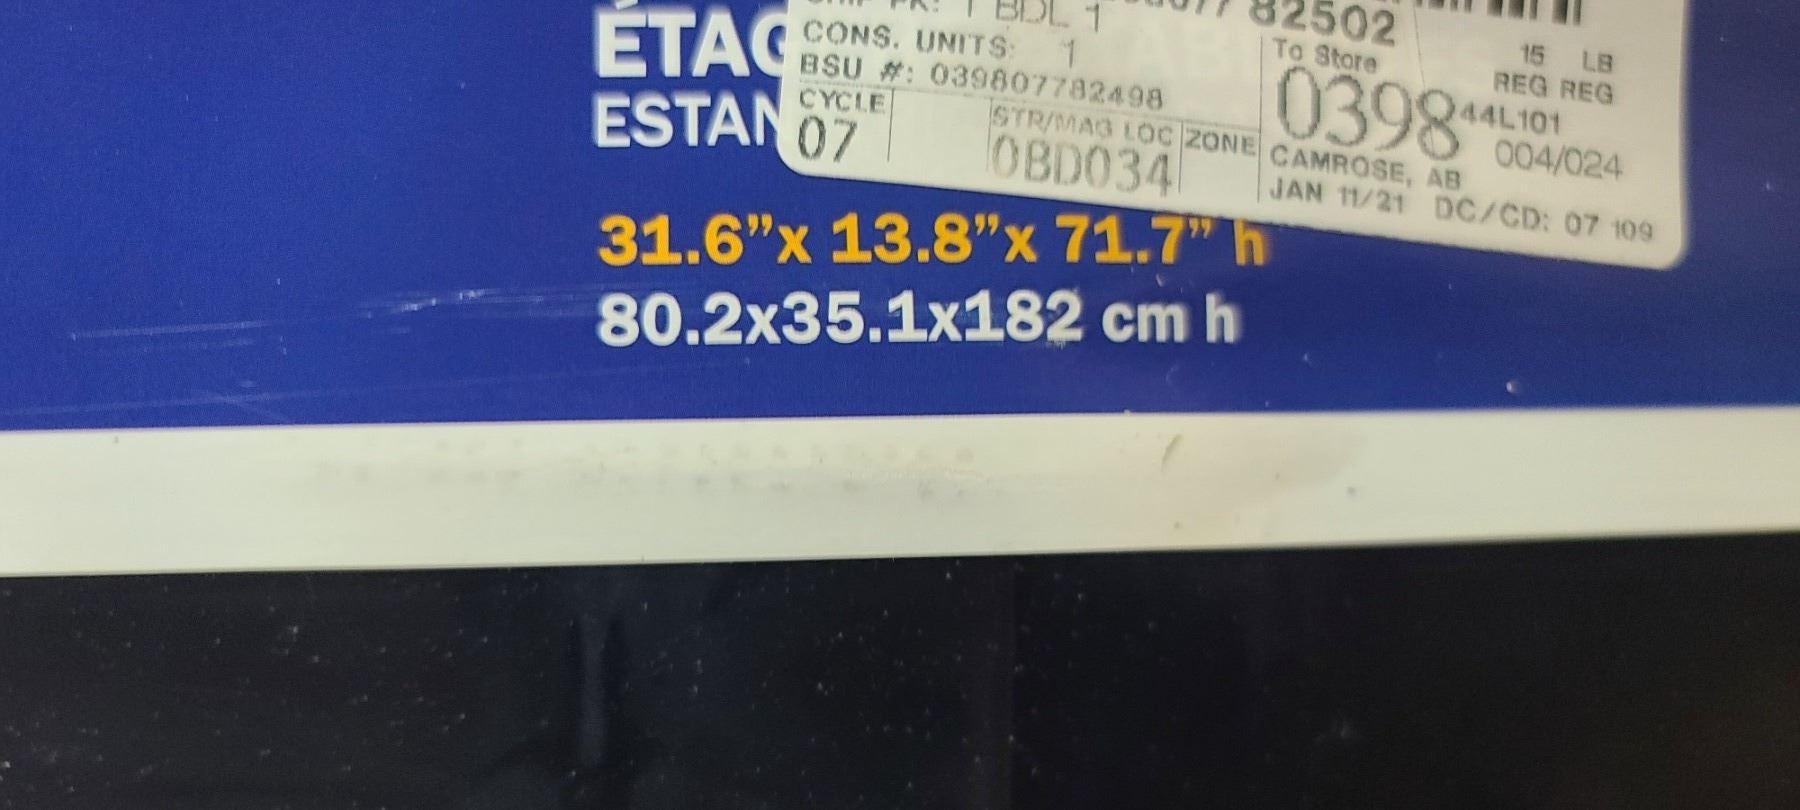 82502
BDL 1
CONS. UNITS: 1
BSU #: 039807782498
CYCLE
07
STR/MAG LOC
0BD034
ZONE
To Store
0398
15 LB
REG REG
44L101
004/024
CAMROSE, AB
JAN 11/21 DC/CD: 07 109
ÉTAG
ESTAN
31.6”x 13.8”x 71.7” h
80.2x35.1x182 cm h